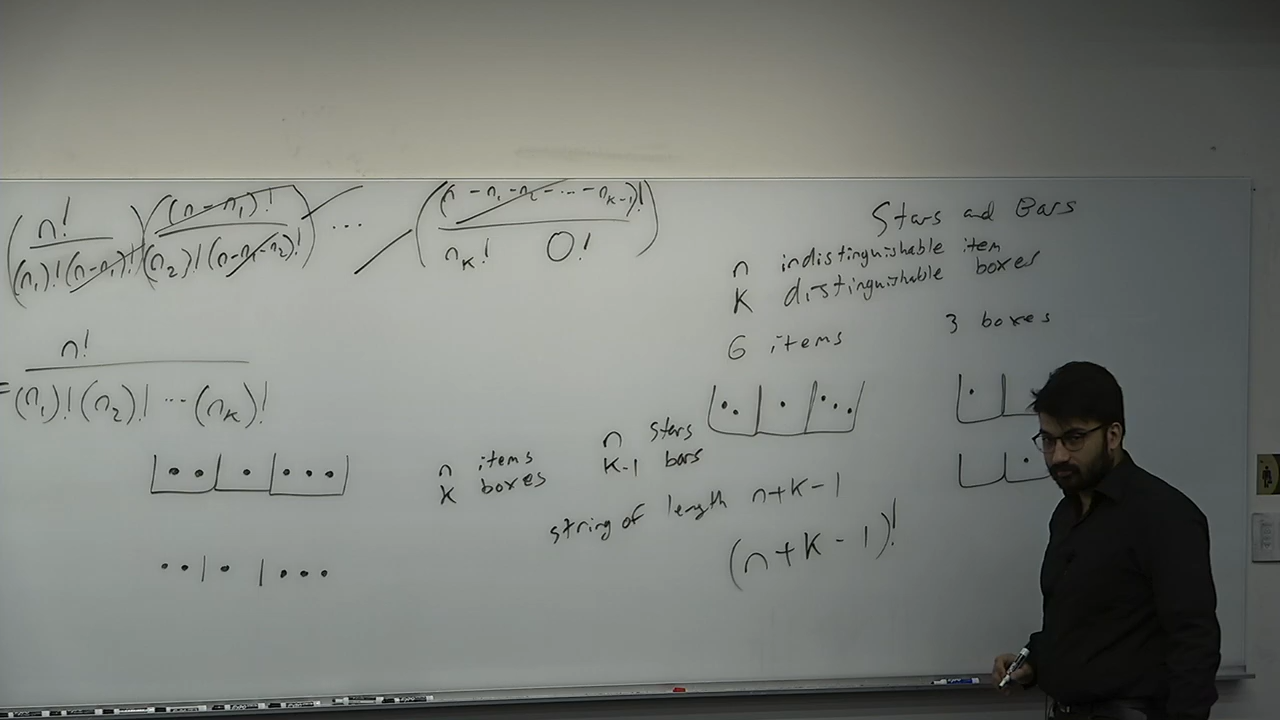 (n! / (n₁)!(n-n₁)!) ((n-n₁)! / (n₂)!(n-n₁-n₂)!) ... ((n-n₁-n₂-...-n_{k-1})! / n_k! 0!)
= n! / (n₁)!(n₂)!...(n_k)!
n items
k boxes
Stars and Bars
n indistinguishable item
k distinguishable boxes
6 items 3 boxes
n stars
k-1 bars
string of length n+k-1
(n+k-1)!